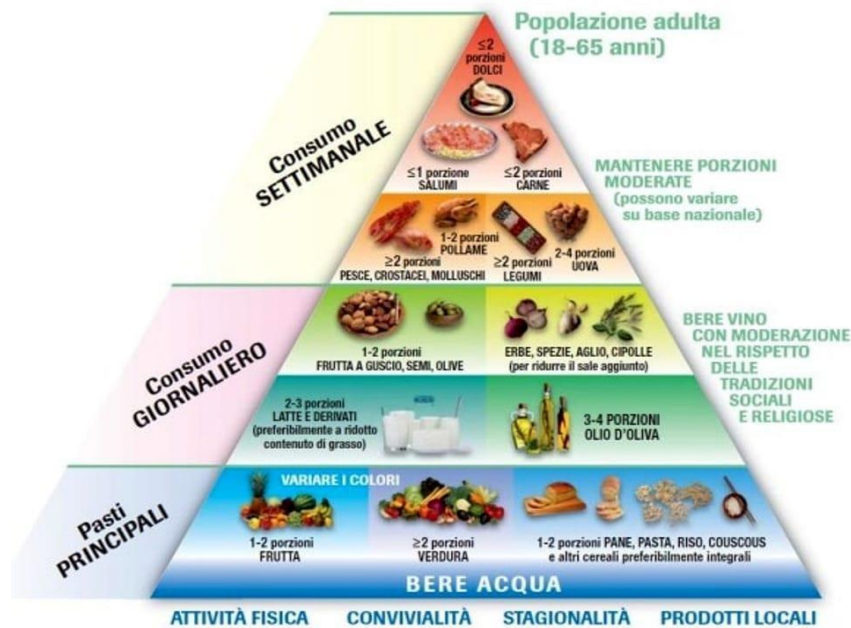 Popolazione adulta
(18-65 anni)
≤2
porzioni
DOLCI
Consumo
SETTIMANALE
≤1 porzione
SALUMI
≤2 porzioni
CARNE
MANTENERE PORZIONI
MODERATE
(possono variare
su base nazionale)
1-2 porzioni
POLLAME
≥2 porzioni
PESCE, CROSTACEI, MOLLUSCHI
≥2 porzioni
LEGUMI
2-4 porzioni
UOVA
Consumo
GIORNALIERO
1-2 porzioni
FRUTTA A GUSCIO, SEMI, OLIVE
ERBE, SPEZIE, AGLIO, CIPOLLE
(per ridurre il sale aggiunto)
BERE VINO
CON MODERAZIONE
NEL RISPETTO
DELLE
TRADIZIONI
SOCIALI
E RELIGIOSE
2-3 porzioni
LATTE E DERIVATI
(preferibilmente a ridotto
contenuto di grasso)
3-4 PORZIONI
OLIO D'OLIVA
Pasti
PRINCIPALI
VARIARE I COLORI
1-2 porzioni
FRUTTA
≥2 porzioni
VERDURA
1-2 porzioni PANE, PASTA, RISO, COUSCOUS
e altri cereali preferibilmente integrali
BERE ACQUA
ATTIVITÀ FISICA CONVIVIALITÀ STAGIONALITÀ PRODOTTI LOCALI